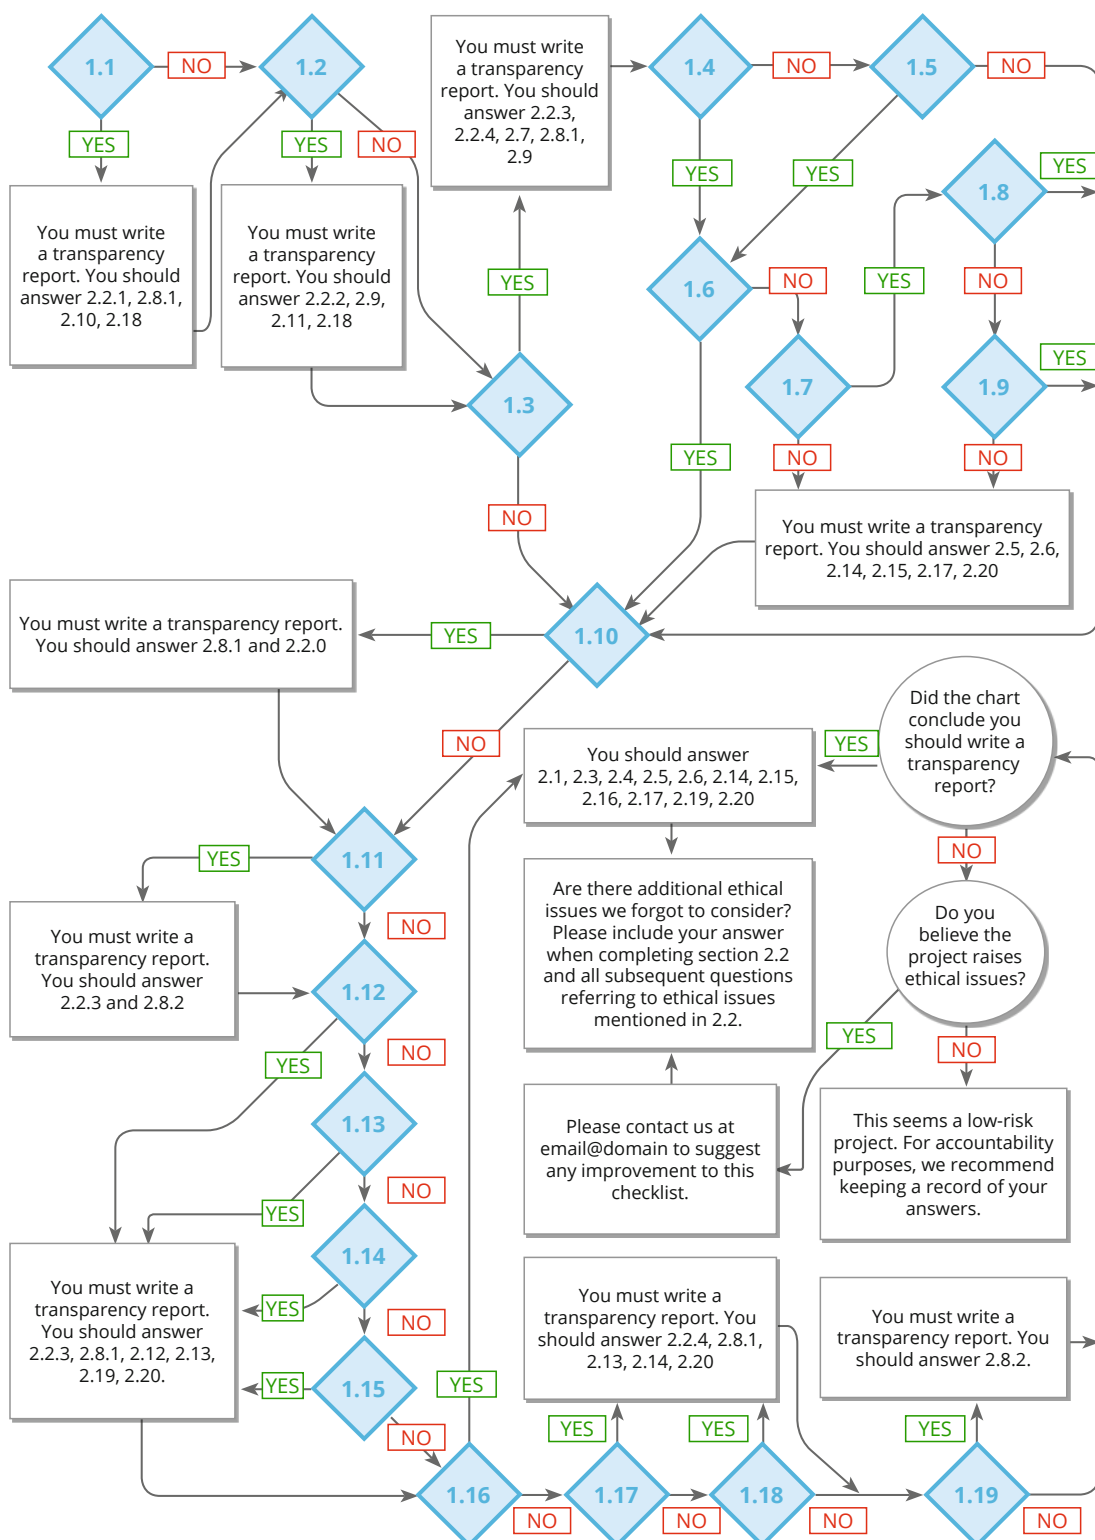 1.1
NO
1.2
YES
YES
NO
You must write
a transparency
report. You should
answer 2.2.1, 2.8.1,
2.10, 2.18
You must write
a transparency
report. You should
answer 2.2.2, 2.9,
2.11, 2.18
You must write
a transparency
report. You should
answer 2.2.3,
2.2.4, 2.7, 2.8.1,
2.9
YES
1.3
NO
1.4
NO
1.5
NO
YES
YES
1.6
NO
YES
1.7
YES
NO
1.8
YES
NO
1.9
YES
NO
You must write a transparency
report. You should answer 2.5, 2.6,
2.14, 2.15, 2.17, 2.20
1.10
YES
You must write a transparency report.
You should answer 2.8.1 and 2.2.0
NO
1.11
YES
NO
You must write a
transparency report.
You should answer
2.2.3 and 2.8.2
1.12
YES
NO
1.13
YES
NO
1.14
YES
NO
1.15
YES
NO
You must write a
transparency report.
You should answer
2.2.3, 2.8.1, 2.12, 2.13,
2.19, 2.20.
1.16
YES
NO
1.17
YES
NO
1.18
YES
NO
You must write a
transparency report. You
should answer 2.2.4, 2.8.1,
2.13, 2.14, 2.20
1.19
YES
NO
You must write a
transparency report. You
should answer 2.8.2.
Did the chart
conclude you
should write a
transparency
report?
YES
NO
You should answer
2.1, 2.3, 2.4, 2.5, 2.6, 2.14, 2.15,
2.16, 2.17, 2.19, 2.20
Are there additional ethical
issues we forgot to consider?
Please include your answer
when completing section 2.2
and all subsequent questions
referring to ethical issues
mentioned in 2.2.
Do you
believe the
project raises
ethical issues?
YES
NO
Please contact us at
email@domain to suggest
any improvement to this
checklist.
This seems a low-risk
project. For accountability
purposes, we recommend
keeping a record of your
answers.